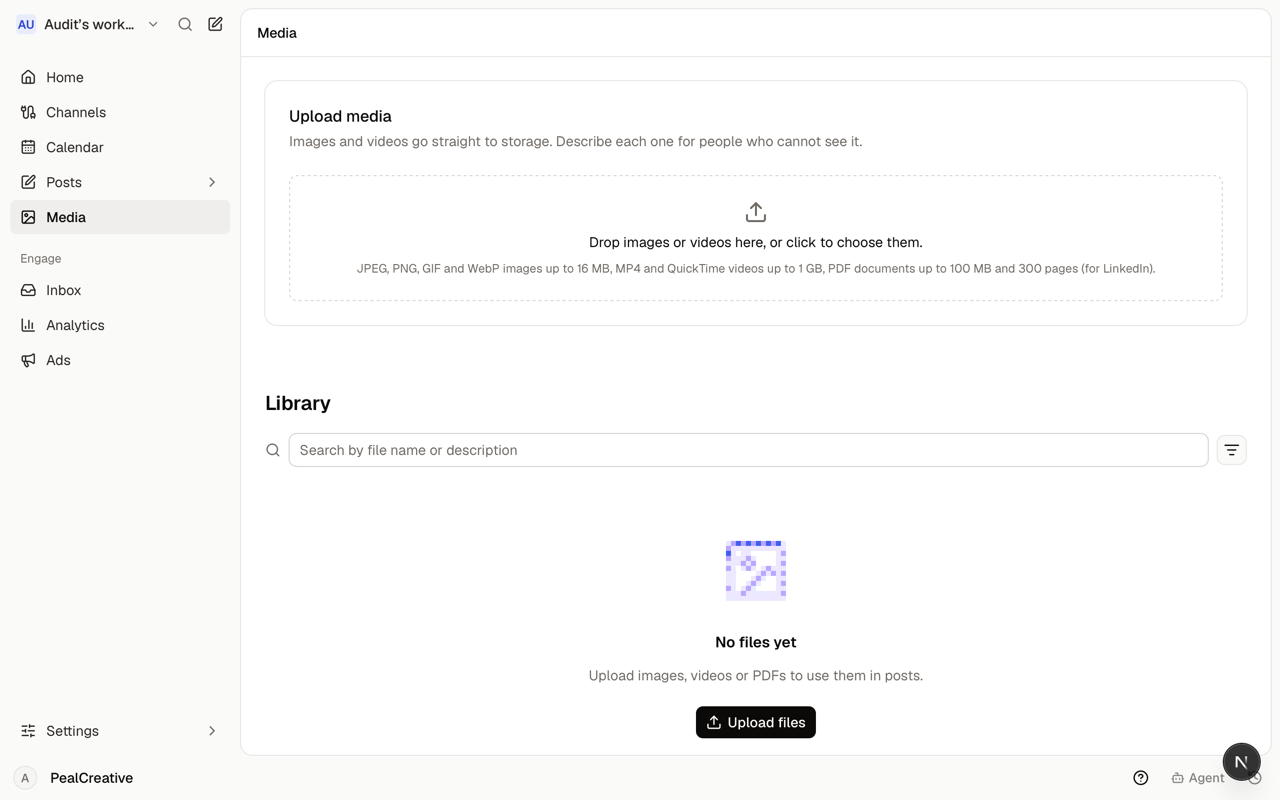 AU Audit's work...
Home
Channels
Calendar
Posts
Media
Engage
Inbox
Analytics
Ads
Settings
A PealCreative
Media
Upload media
Images and videos go straight to storage. Describe each one for people who cannot see it.
Drop images or videos here, or click to choose them.
JPEG, PNG, GIF and WebP images up to 16 MB, MP4 and QuickTime videos up to 1 GB, PDF documents up to 100 MB and 300 pages (for LinkedIn).
Library
Search by file name or description
No files yet
Upload images, videos or PDFs to use them in posts.
Upload files
Agent
N